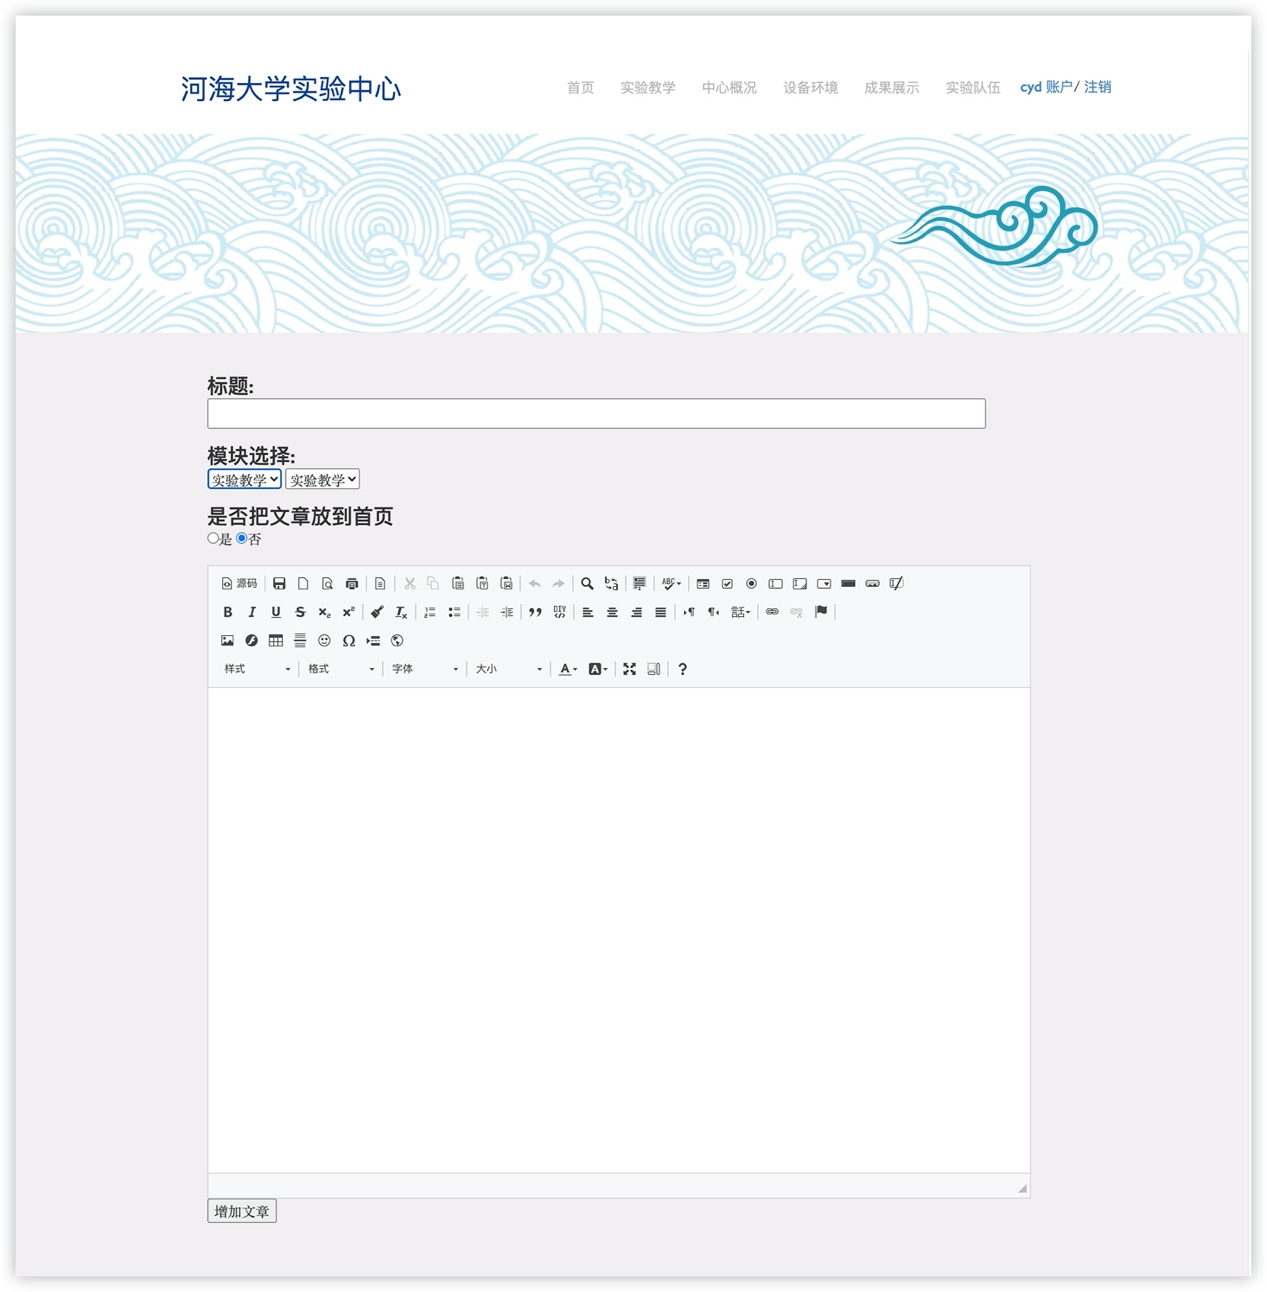 河海大学实验中心
首页 实验教学 中心概况 设备环境 成果展示 实验队伍 cyd 账户/ 注销
标题:
模块选择:
实验教学 实验教学
是否把文章放到首页
是 否
源码
样式 格式 字体 大小
增加文章